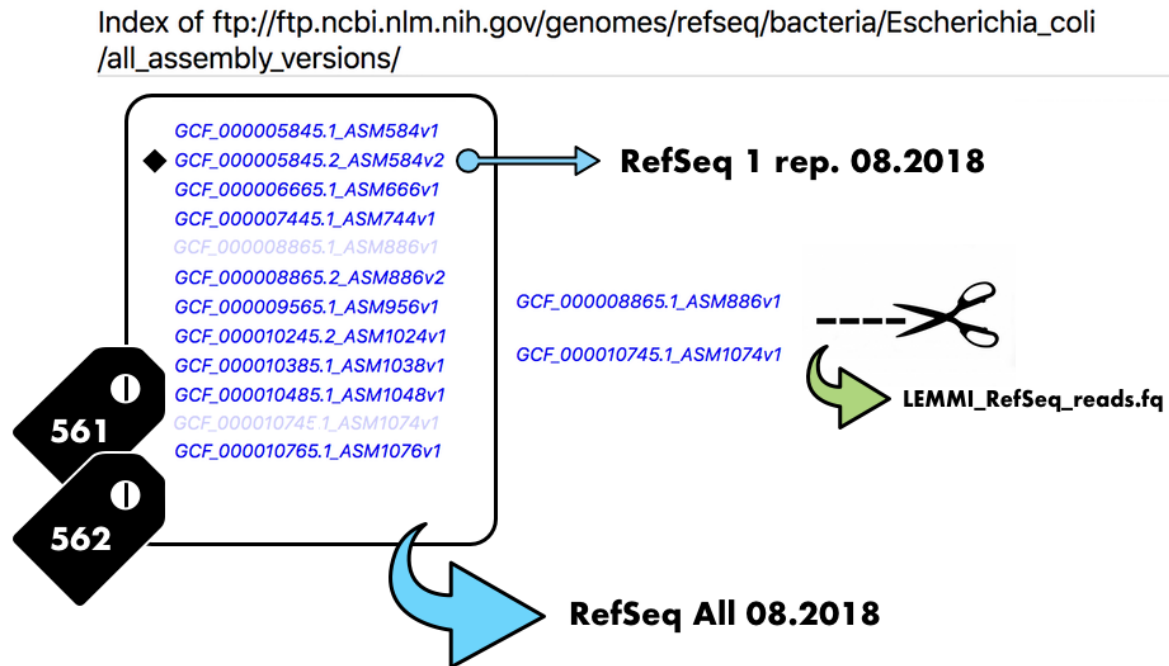 Index of ftp://ftp.ncbi.nlm.nih.gov/genomes/refseq/bacteria/Escherichia_coli
/all_assembly_versions/
GCF_000005845.1_ASM584v1
GCF_000005845.2_ASM584v2
RefSeq 1 rep. 08.2018
GCF_000006665.1_ASM666v1
GCF_000007445.1_ASM744v1
GCF_000008865.1_ASM886v1
GCF_000008865.2_ASM886v2
GCF_000009565.1_ASM956v1
GCF_000010245.2_ASM1024v1
GCF_000010385.1_ASM1038v1
GCF_000010485.1_ASM1048v1
GCF_000010745.1_ASM1074v1
GCF_000010765.1_ASM1076v1
GCF_000008865.1_ASM886v1
GCF_000010745.1_ASM1074v1
LEMMI_RefSeq_reads.fq
561
562
RefSeq All 08.2018